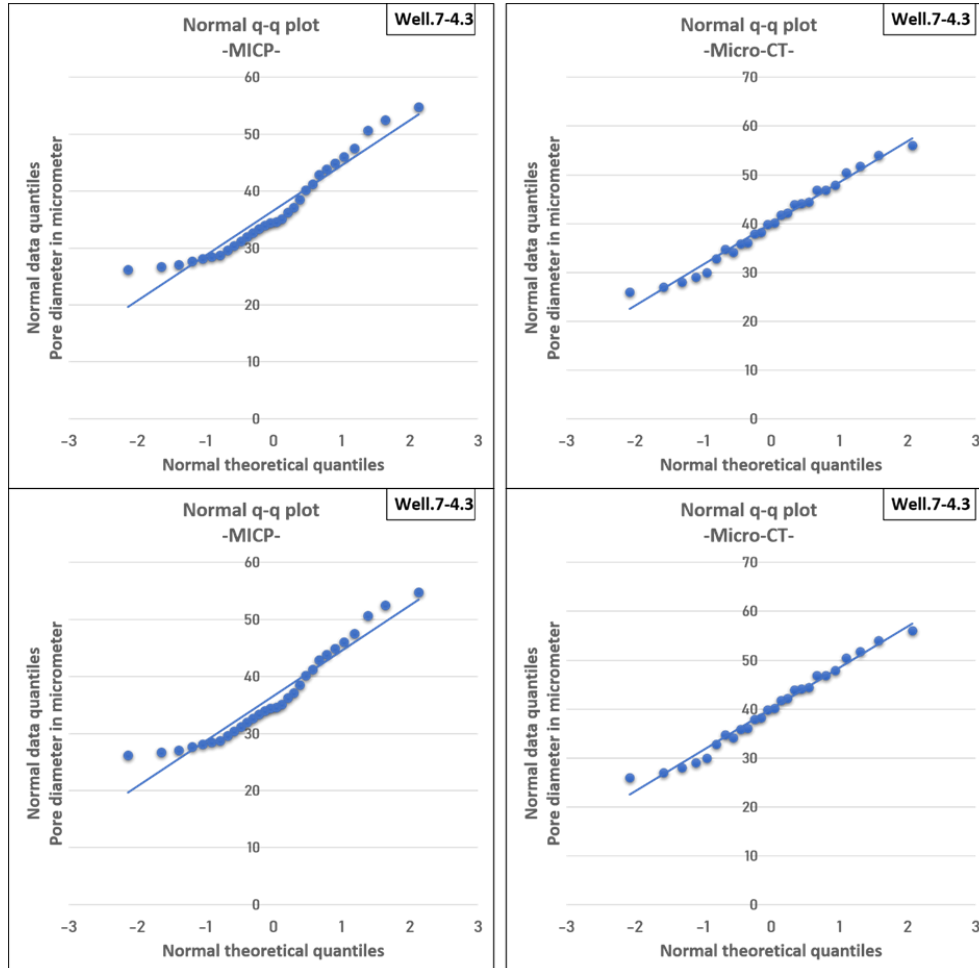 Normal q-q plot
-MICP-
Well.7-4.3
60
50
40
30
20
10
0
-3
-2
-1
0
1
2
3
Normal theoretical quantiles
Normal data quantiles
Pore diameter in micrometer
Normal q-q plot
-Micro-CT-
Well.7-4.3
70
60
50
40
30
20
10
0
-3
-2
-1
0
1
2
3
Normal theoretical quantiles
Normal data quantiles
Pore diameter in micrometer
Normal q-q plot
-MICP-
Well.7-4.3
60
50
40
30
20
10
0
-3
-2
-1
0
1
2
3
Normal theoretical quantiles
Normal data quantiles
Pore diameter in micrometer
Normal q-q plot
-Micro-CT-
Well.7-4.3
70
60
50
40
30
20
10
0
-3
-2
-1
0
1
2
3
Normal theoretical quantiles
Normal data quantiles
Pore diameter in micrometer